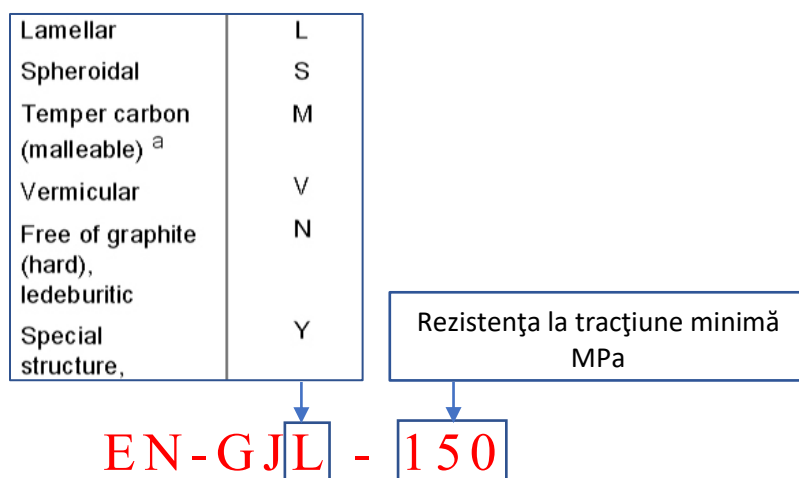 Lamellar L
Spheroidal S
Temper carbon M
(malleable) a
Vermicular V
Free of graphite N
(hard),
ledeburitic
Special Y
structure,
Rezistenţa la tracţiune minimă
MPa
EN-GJL - 150